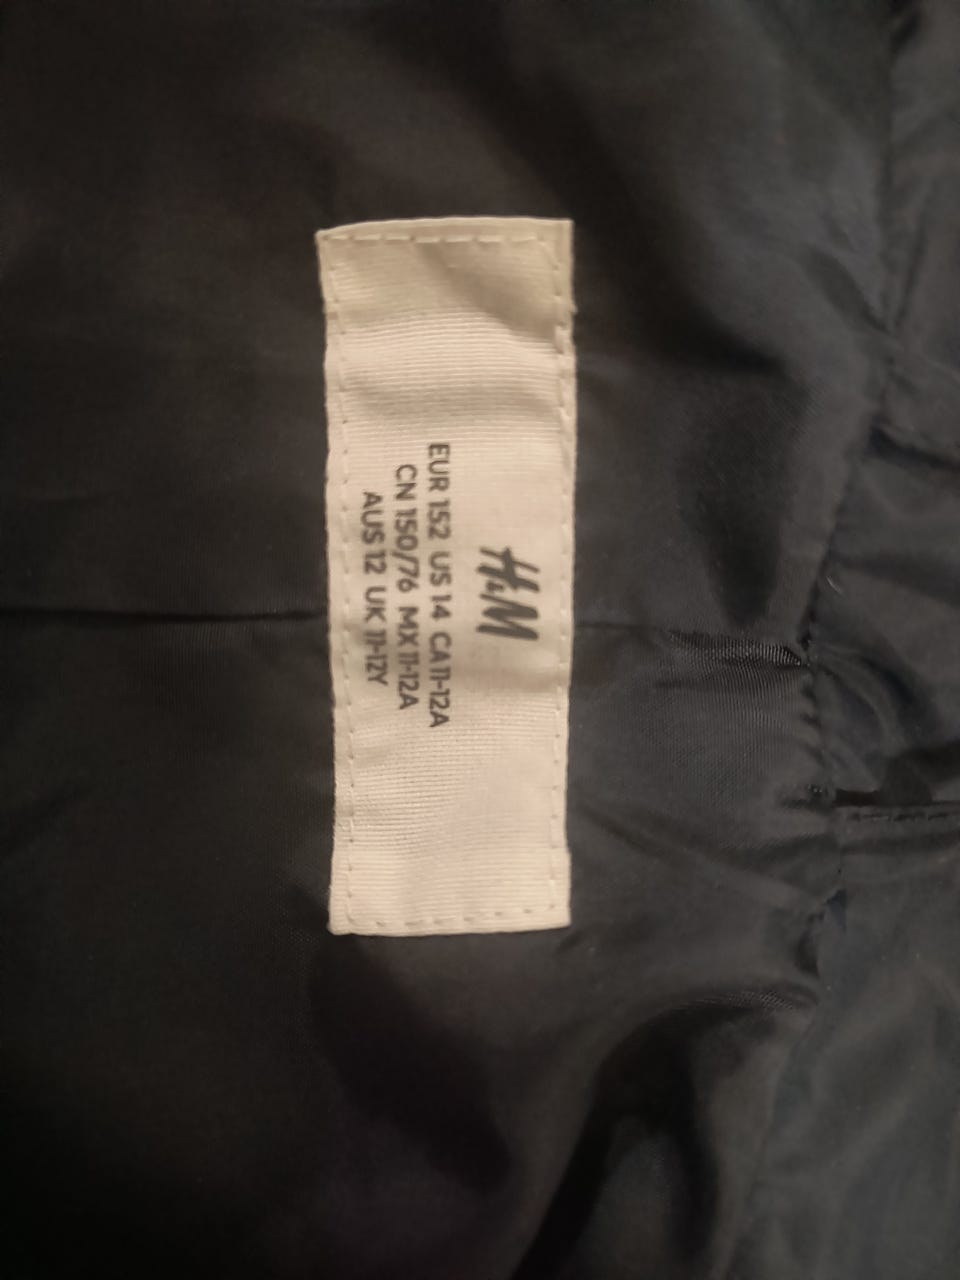 H&M
EUR 152 US 14 CA 11-12A
CN 150/76 MX 11-12A
AUS 12 UK 11-12Y